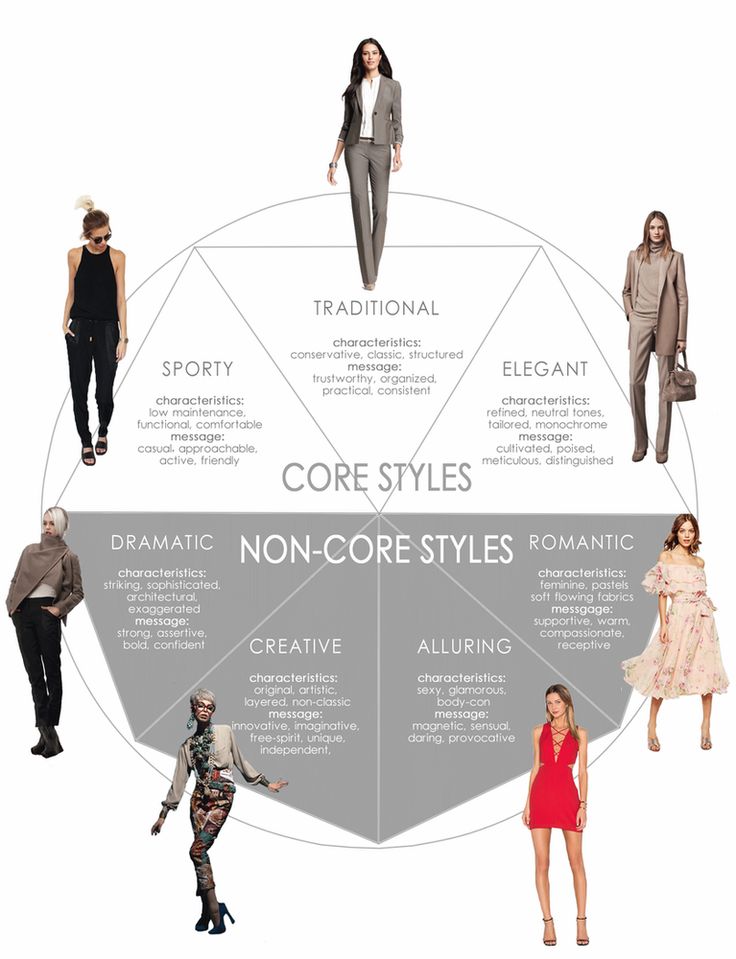 TRADITIONAL
characteristics:
conservative, classic, structured
message:
trustworthy, organized,
practical, consistent
SPORTY
characteristics:
low maintenance,
functional, comfortable
message:
casual, approachable,
active, friendly
ELEGANT
characteristics:
refined, neutral tones,
tailored, monochrome
message:
cultivated, poised,
meticulous, distinguished
CORE STYLES
NON-CORE STYLES
DRAMATIC
characteristics:
striking, sophisticated,
architectural,
exaggerated
message:
strong, assertive,
bold, confident
CREATIVE
characteristics:
original, artistic,
layered, non-classic
message:
innovative, imaginative,
free-spirit, unique,
independent,
ALLURING
characteristics:
sexy, glamorous,
body-con
message:
magnetic, sensual,
daring, provocative
ROMANTIC
characteristics:
feminine, pastels
soft flowing fabrics
messgage:
supportive, warm,
compassionate,
receptive